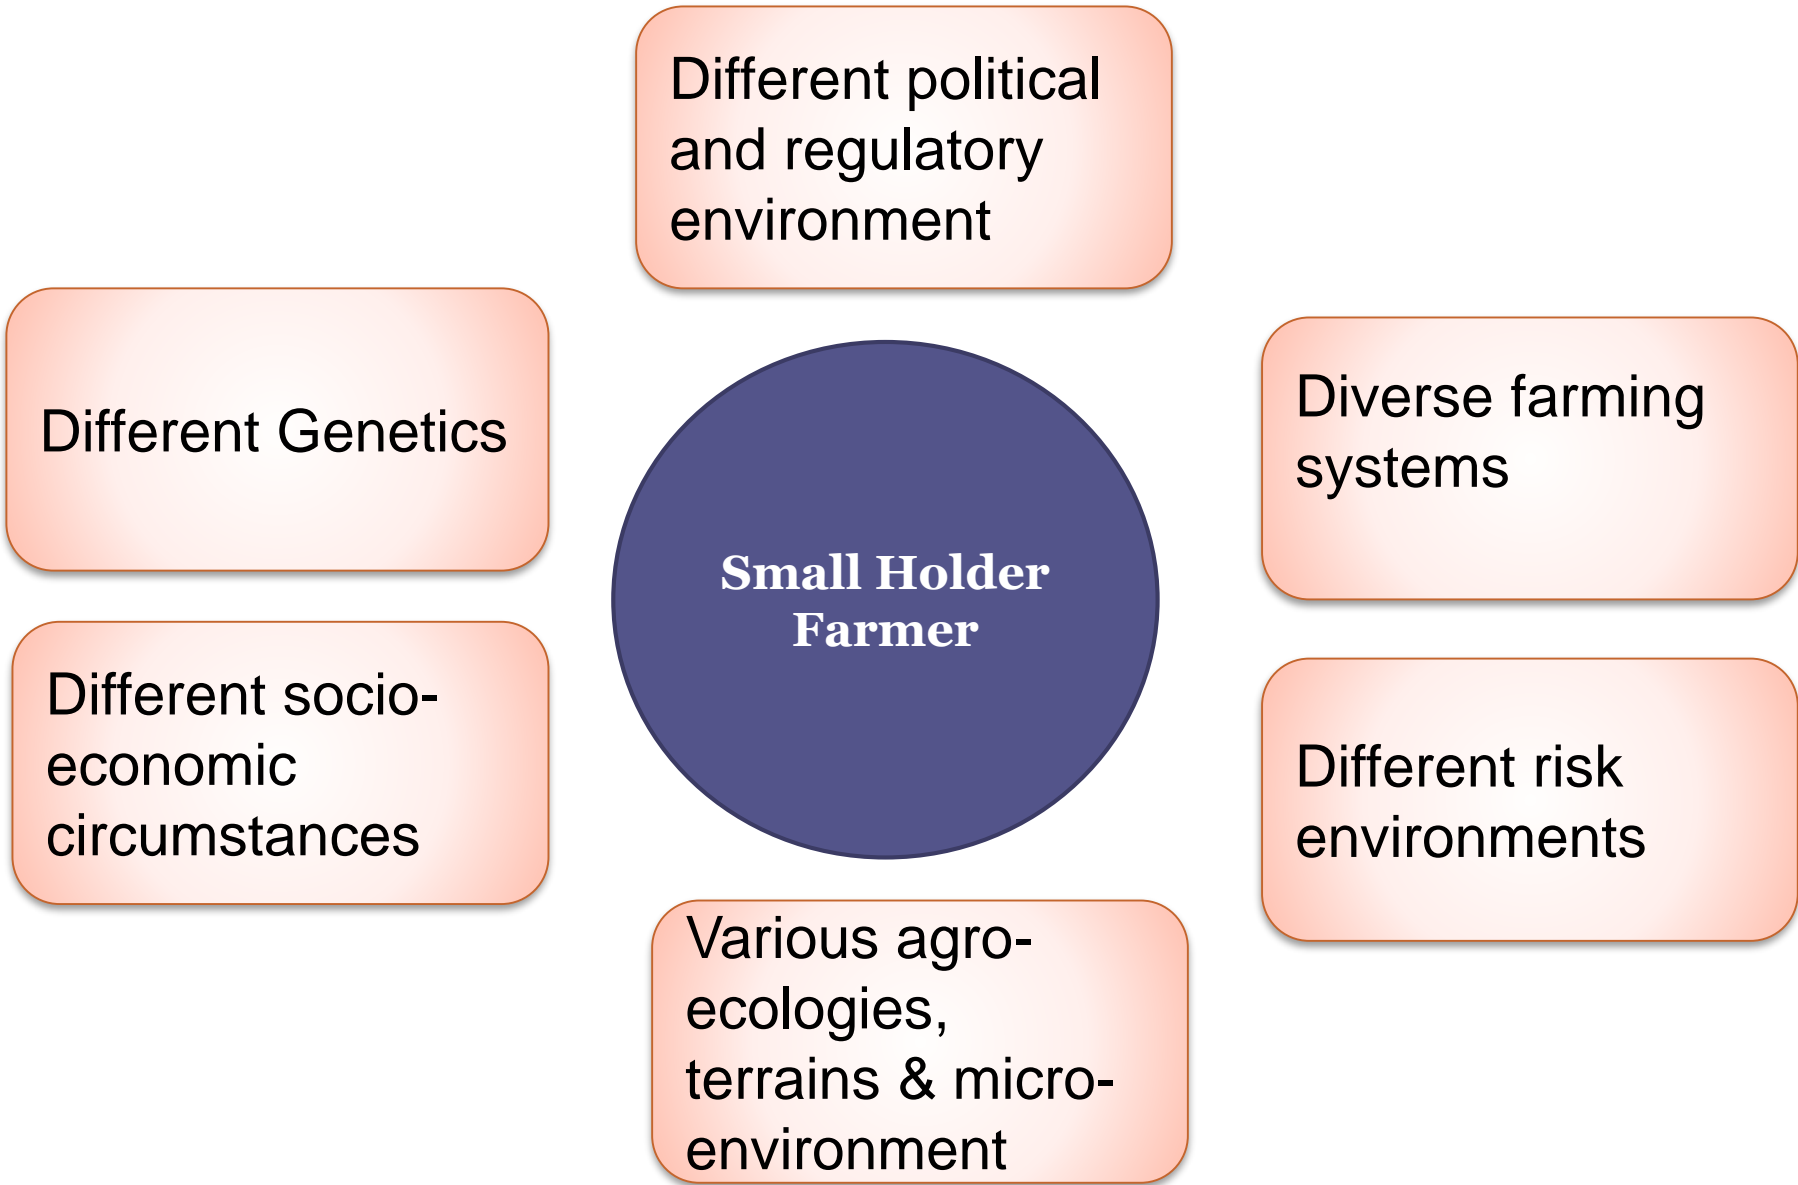 Different political
and regulatory
environment
Different Genetics
Diverse farming
systems
Small Holder
Farmer
Different socio-
economic
circumstances
Different risk
environments
Various agro-
ecologies,
terrains & micro-
environment